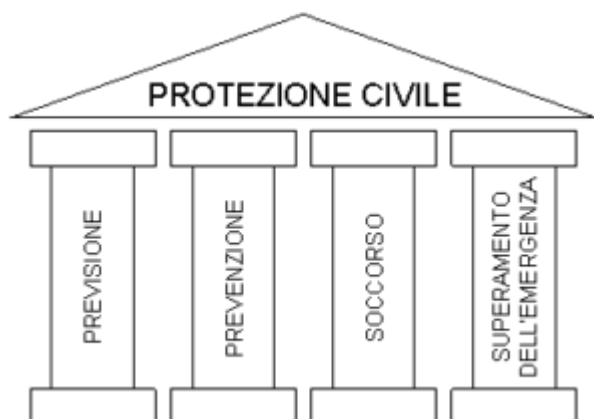 PROTEZIONE CIVILE
PREVISIONE
PREVENZIONE
SOCCORSO
SUPERAMENTO
DELL'EMERGENZA